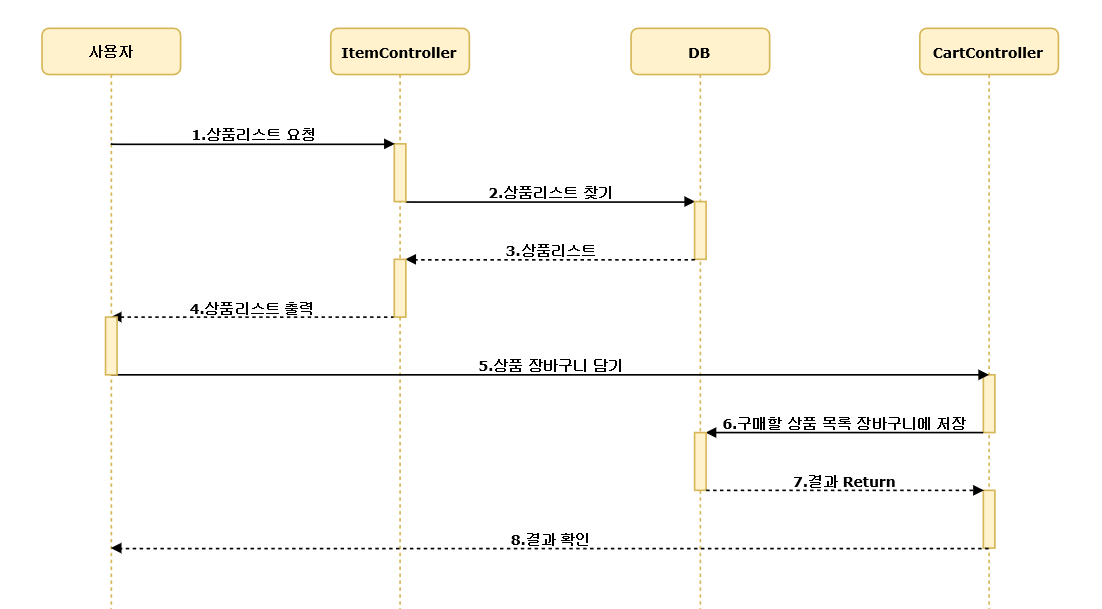 사용자
ItemController
DB
CartController
1.상품리스트 요청
2.상품리스트 찾기
3.상품리스트
4.상품리스트 출력
5.상품 장바구니 담기
6.구매할 상품 목록 장바구니에 저장
7.결과 Return
8.결과 확인